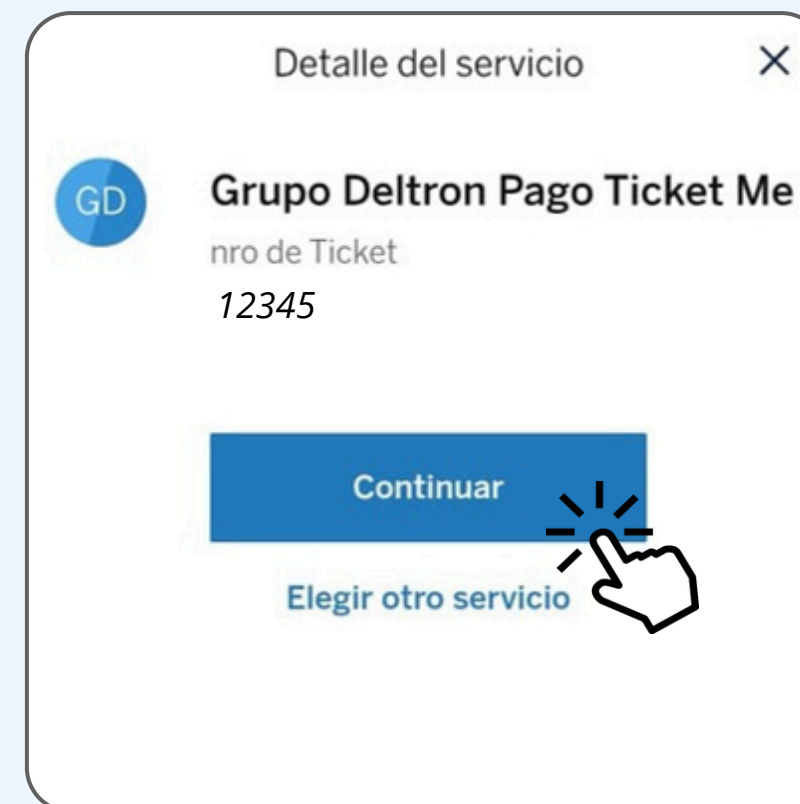 Detalle del servicio
GD
Grupo Deltron Pago Ticket Me
nro de Ticket
12345
Continuar
Elegir otro servicio